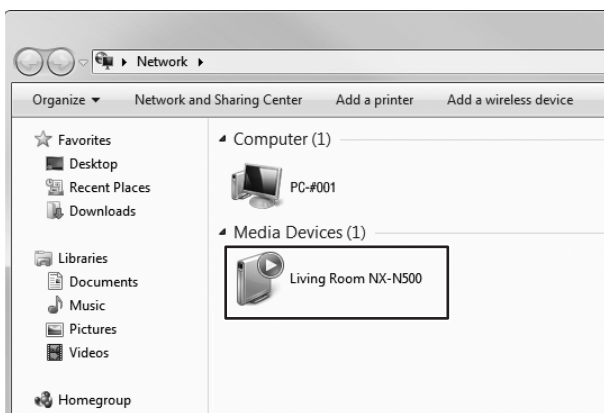 Network
Organize Network and Sharing Center Add a printer Add a wireless device
Favorites
Desktop
Recent Places
Downloads
Libraries
Documents
Music
Pictures
Videos
Homegroup
Computer (1)
PC-#001
Media Devices (1)
Living Room NX-N500